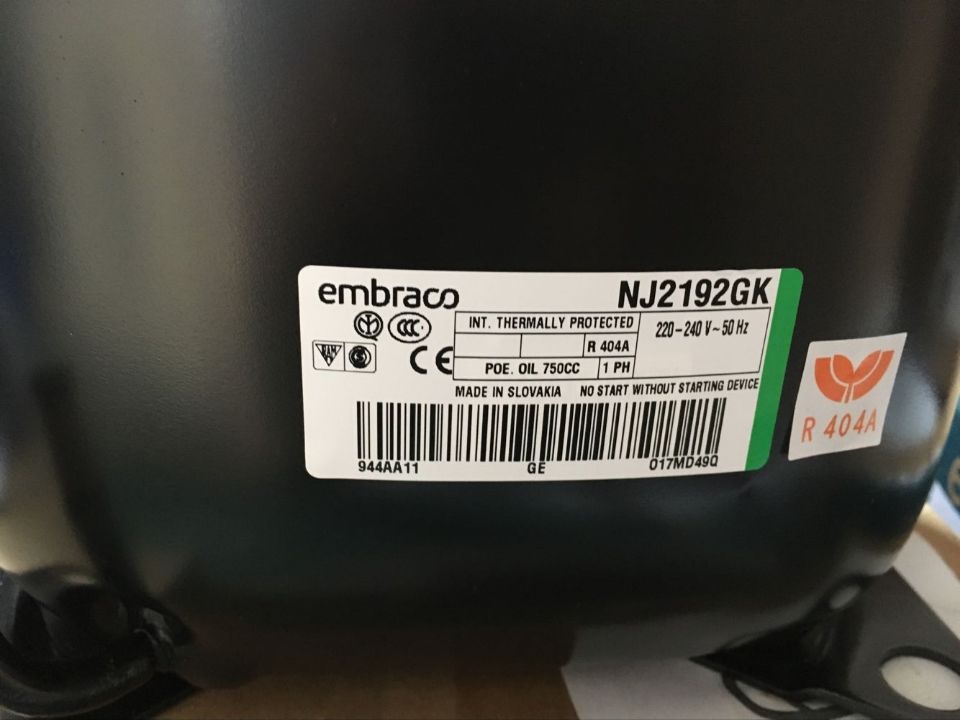 embraco
NJ2192GK
INT. THERMALLY PROTECTED
220-240 V~50 Hz
R 404A
POE. OIL 750CC
1 PH
CE
MADE IN SLOVAKIA NO START WITHOUT STARTING DEVICE
944AA11 GE 017MD49Q
R 404A